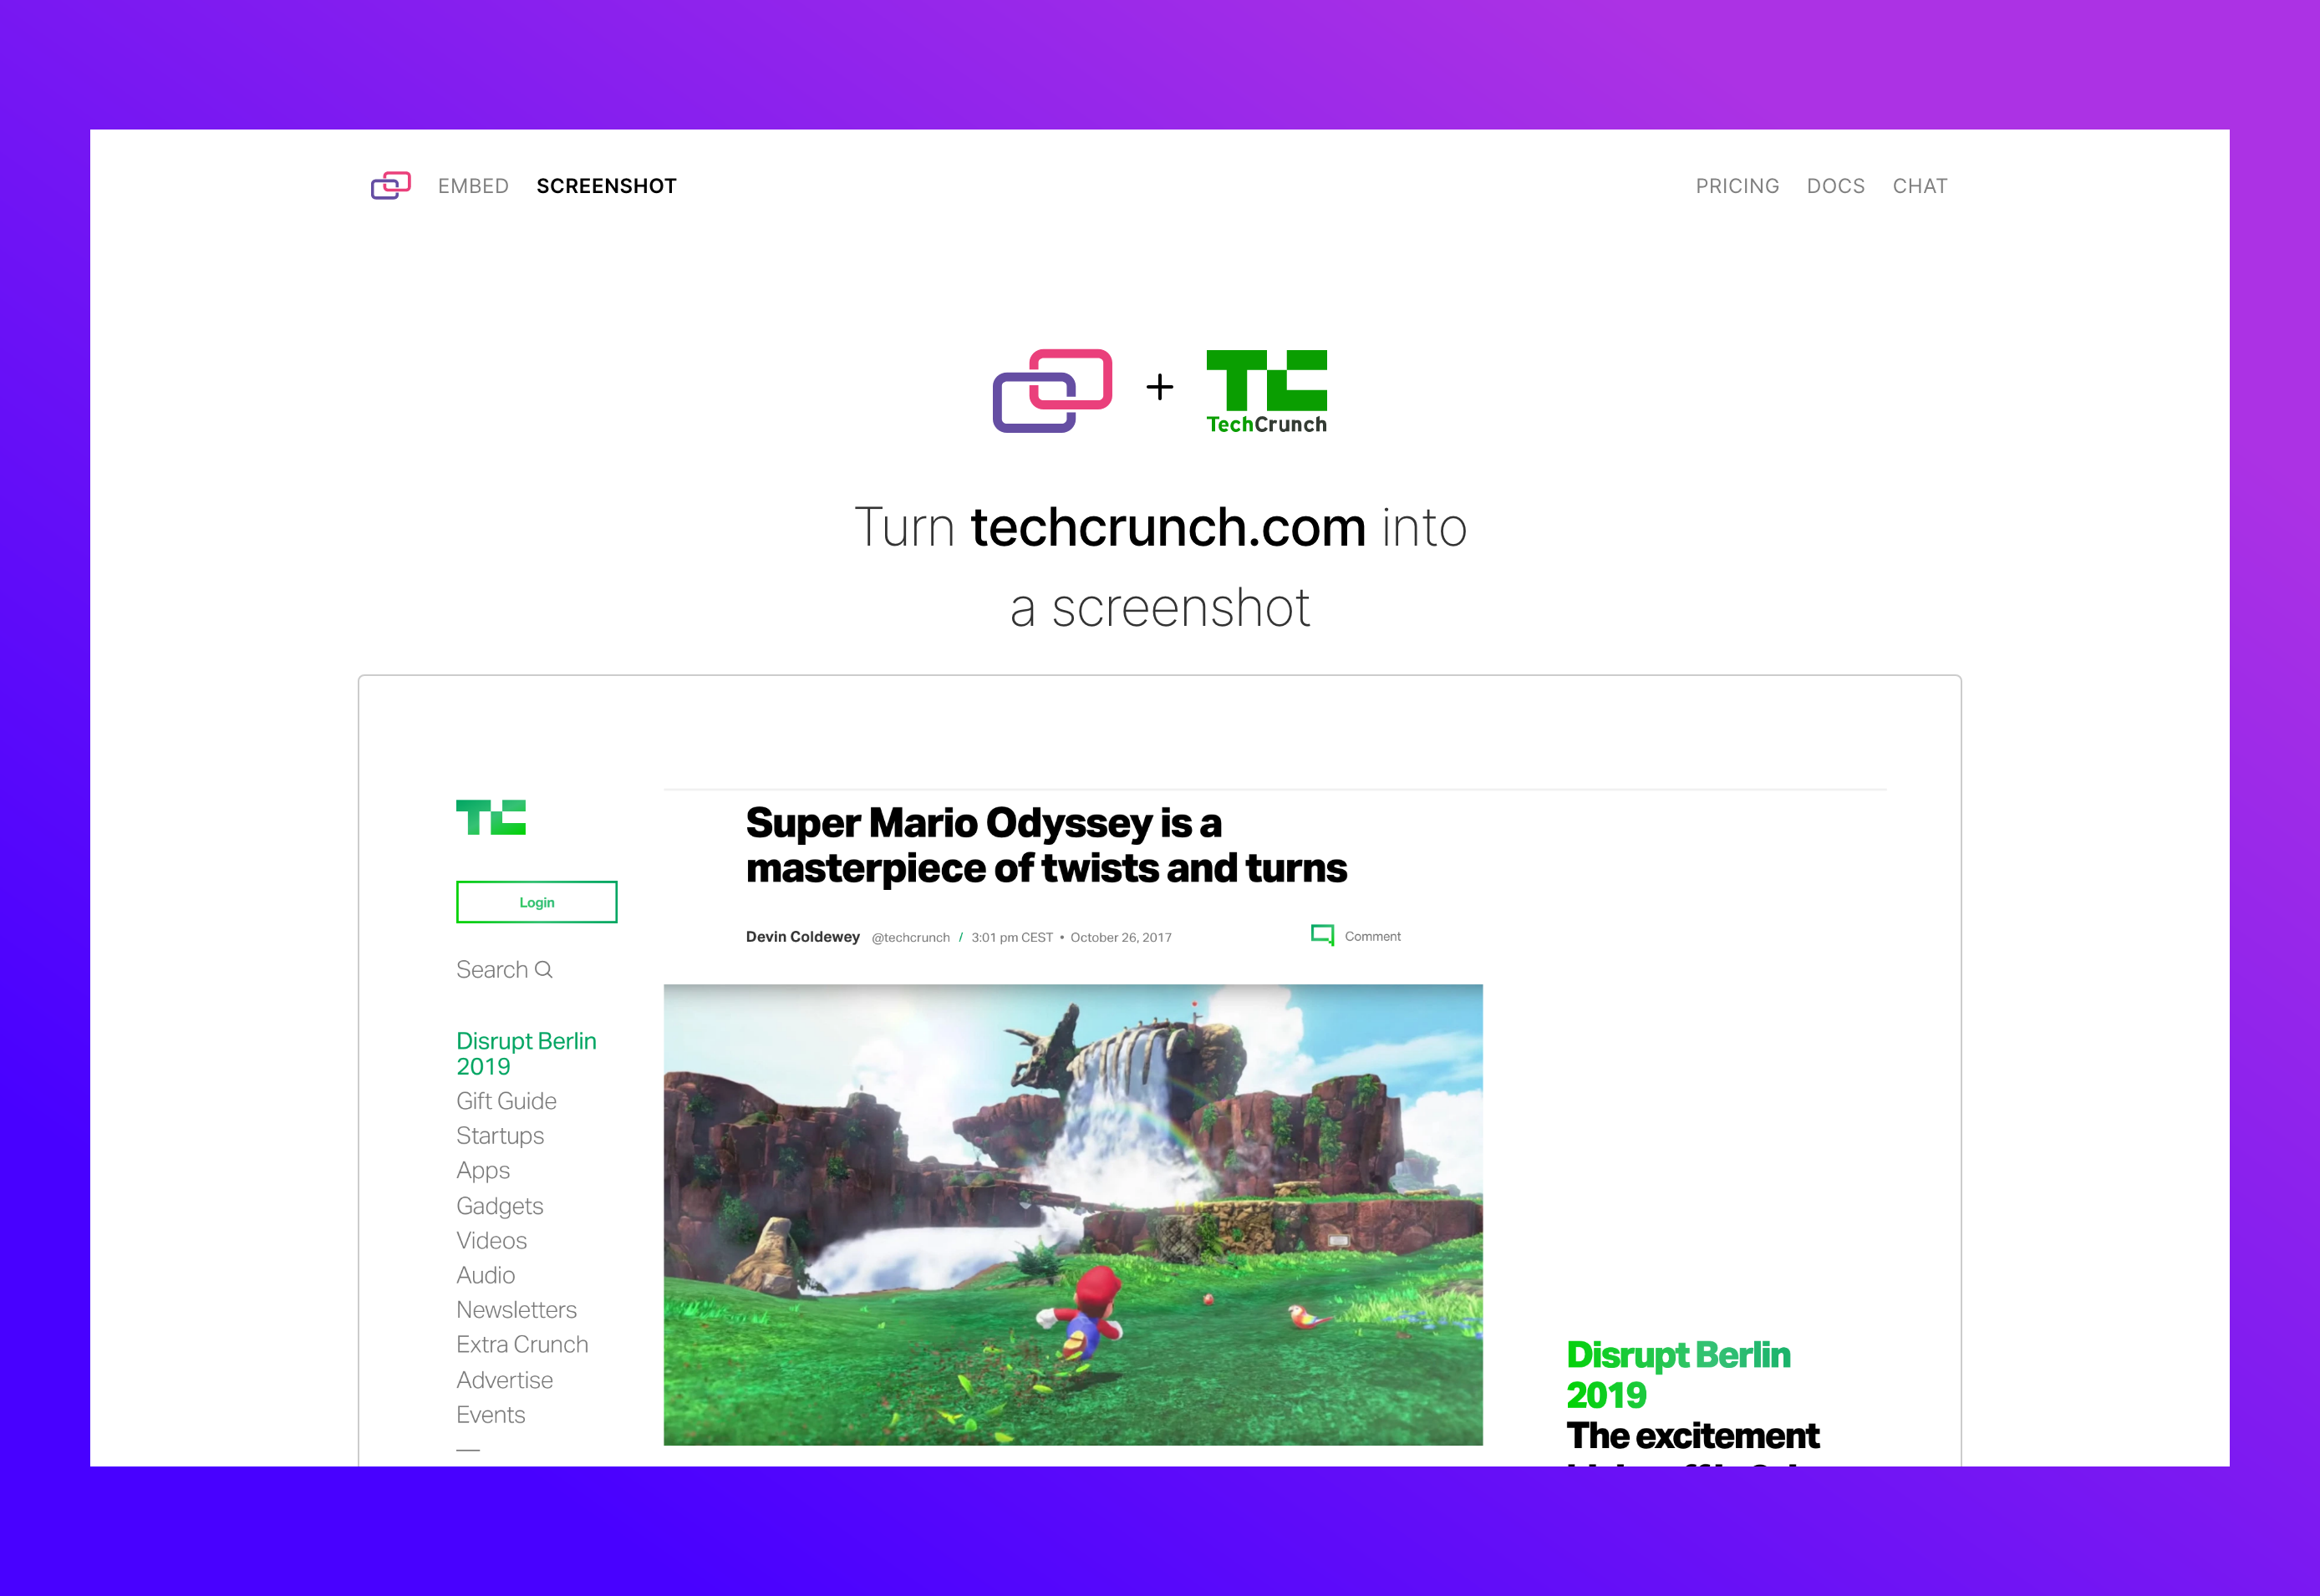 EMBED SCREENSHOT PRICING DOCS CHAT
+
TechCrunch
Turn techcrunch.com into
a screenshot
TC
Login
Search
Disrupt Berlin
2019
Gift Guide
Startups
Apps
Gadgets
Videos
Audio
Newsletters
Extra Crunch
Advertise
Events
Super Mario Odyssey is a
masterpiece of twists and turns
Devin Coldewey @techcrunch / 3:01 pm CEST • October 26, 2017 Comment
Disrupt Berlin
2019
The excitement